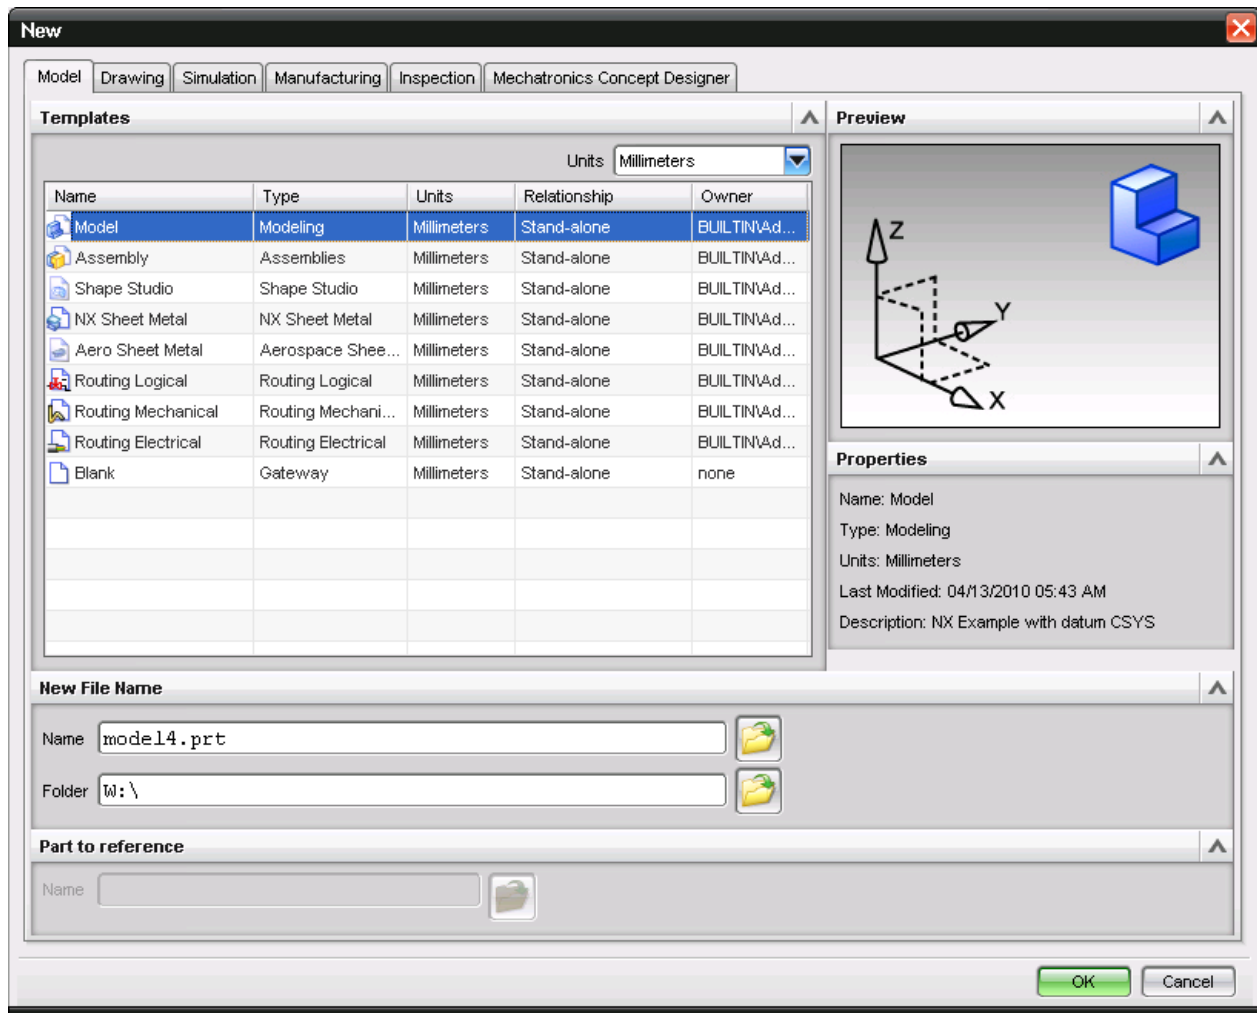 New
Model Drawing Simulation Manufacturing Inspection Mechatronics Concept Designer
Templates
Units Millimeters
Name Type Units Relationship Owner
Model Modeling Millimeters Stand-alone BUILTIN\Ad...
Assembly Assemblies Millimeters Stand-alone BUILTIN\Ad...
Shape Studio Shape Studio Millimeters Stand-alone BUILTIN\Ad...
NX Sheet Metal NX Sheet Metal Millimeters Stand-alone BUILTIN\Ad...
Aero Sheet Metal Aerospace Shee... Millimeters Stand-alone BUILTIN\Ad...
Routing Logical Routing Logical Millimeters Stand-alone BUILTIN\Ad...
Routing Mechanical Routing Mechani... Millimeters Stand-alone BUILTIN\Ad...
Routing Electrical Routing Electrical Millimeters Stand-alone BUILTIN\Ad...
Blank Gateway Millimeters Stand-alone none
Preview
Z
Y
X
Properties
Name: Model
Type: Modeling
Units: Millimeters
Last Modified: 04/13/2010 05:43 AM
Description: NX Example with datum CSYS
New File Name
Name model4.prt
Folder W:\
Part to reference
Name
OK Cancel